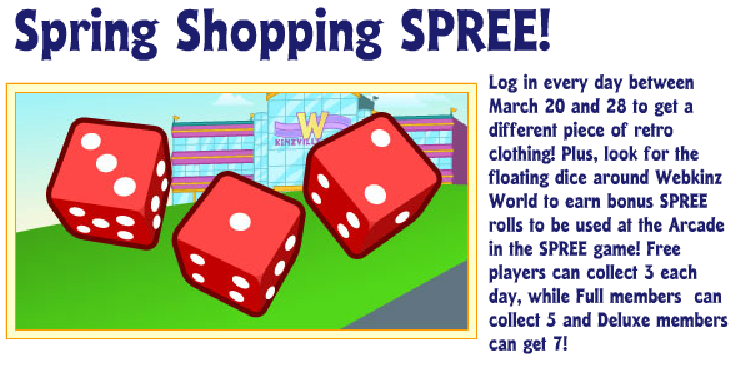 Spring Shopping SPREE!
W
KINZVILLE
Log in every day between
March 20 and 28 to get a
different piece of retro
clothing! Plus, look for the
floating dice around Webkinz
World to earn bonus SPREE
rolls to be used at the Arcade
in the SPREE game! Free
players can collect 3 each
day, while Full members  can
collect 5 and Deluxe members
can get 7!